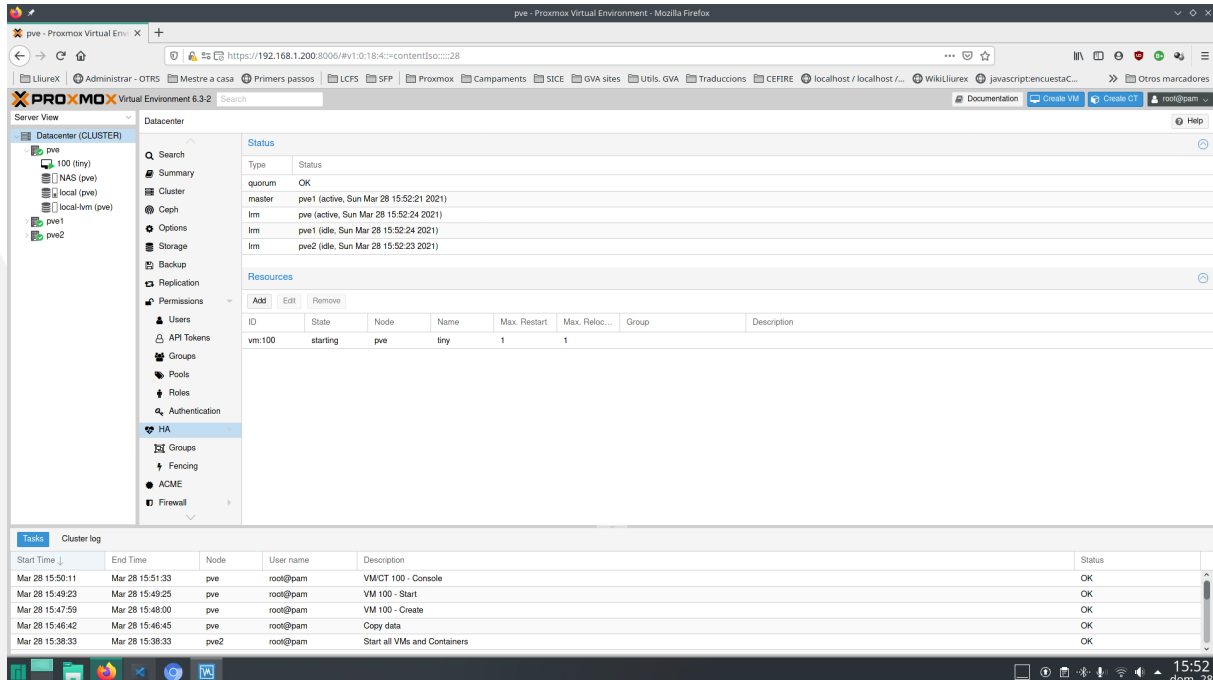 pve - Proxmox Virtual Environment - Mozilla Firefox
pve - Proxmox Virtual Envi
https://192.168.1.200:8006/#v1:0:18:4::=contentIso:::::28
LliureX Administrar - OTRS Mestre a casa Primers passos LCFS SFP Proxmox Campaments SICE GVA sites Utils. GVA Traduccions CEFIRE localhost / localhost /... WikiLliurex javascript:encuestaC... Otros marcadores
PROXMOX Virtual Environment 6.3-2 Search Documentation Create VM Create CT root@pam
Server View
Datacenter
Help
Datacenter (CLUSTER)
pve
100 (tiny)
NAS (pve)
local (pve)
local-lvm (pve)
pve1
pve2
Search
Summary
Cluster
Ceph
Options
Storage
Backup
Replication
Permissions
Users
API Tokens
Groups
Pools
Roles
Authentication
HA
Groups
Fencing
ACME
Firewall
Status
Type Status
quorum OK
master pve1 (active, Sun Mar 28 15:52:21 2021)
lrm pve (active, Sun Mar 28 15:52:24 2021)
lrm pve1 (idle, Sun Mar 28 15:52:24 2021)
lrm pve2 (idle, Sun Mar 28 15:52:23 2021)
Resources
Add Edit Remove
ID State Node Name Max. Restart Max. Reloc... Group Description
vm:100 starting pve tiny 1 1
Tasks Cluster log
Start Time ↓ End Time Node User name Description Status
Mar 28 15:50:11 Mar 28 15:51:33 pve root@pam VM/CT 100 - Console OK
Mar 28 15:49:23 Mar 28 15:49:25 pve root@pam VM 100 - Start OK
Mar 28 15:47:59 Mar 28 15:48:00 pve root@pam VM 100 - Create OK
Mar 28 15:46:42 Mar 28 15:46:45 pve root@pam Copy data OK
Mar 28 15:38:33 Mar 28 15:38:33 pve2 root@pam Start all VMs and Containers OK
15:52
dom. 28